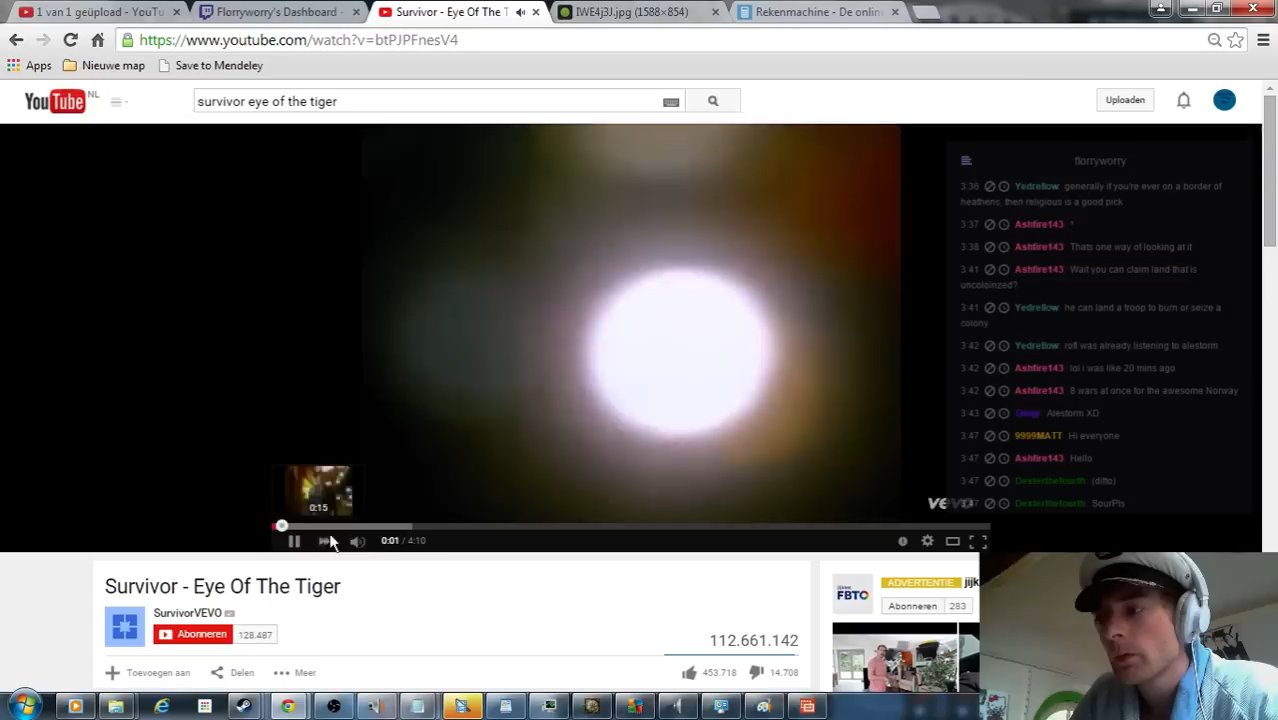 1 van 1 geüpload - YouTu
Florryworry's Dashboard -
Survivor - Eye Of The T
IWE4j3J.jpg (1588×854)
Rekenmachine - De onlin
https://www.youtube.com/watch?v=btPJPFnesV4
Apps
Nieuwe map
Save to Mendeley
YouTube NL
survivor eye of the tiger
Uploaden
florryworry
3:36 Yedrellow generally if you're ever on a border of
heathens, then religious is a good pick
3:37 Ashfire143 ^
3:38 Ashfire143 Thats one way of looking at it
3:41 Ashfire143 Wait you can claim land that is
uncoloinzed?
3:41 Yedrellow he can land a troop to burn or seize a
colony
3:42 Yedrellow rofl was already listening to alestorm
3:42 Ashfire143 lol i was like 20 mins ago
3:42 Ashfire143 8 wars at once for the awesome Norway
3:43 Alestorm XD
3:47 9999MATT Hi everyone
3:47 Ashfire143 Hello
3:47 Dexterthefourth (ditto)
3:47 Dexterthefourth SourPls
vevo
0:15
0:01 / 4:10
Survivor - Eye Of The Tiger
SurvivorVEVO
Abonneren 128.487
112.661.142
Toevoegen aan
Delen
Meer
453.718
14.708
FBTO
ADVERTENTIE jijk
Abonneren 283